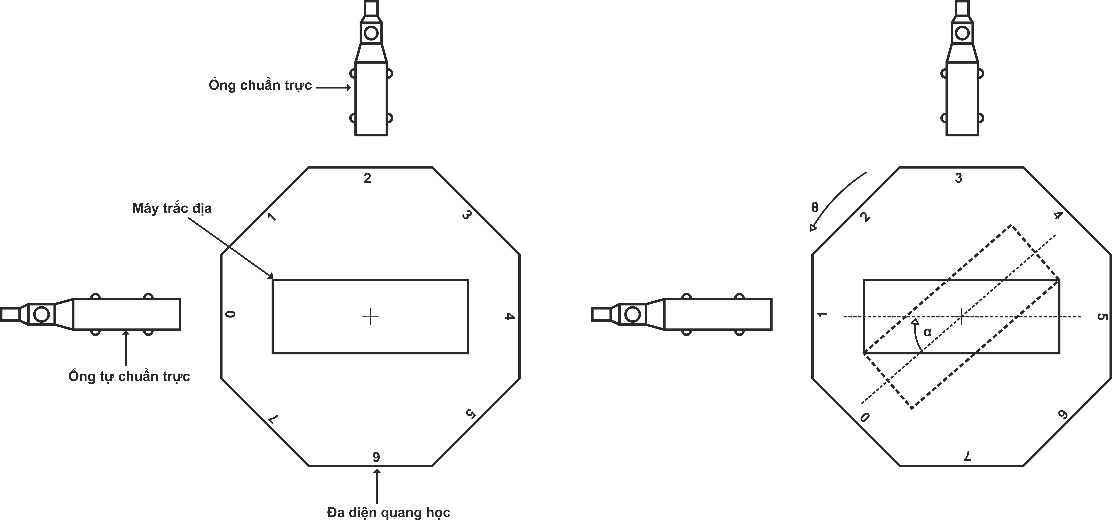 Ống chuẩn trực
2
3
Máy trắc địa
1
3
θ
2
4
0
4
1
α
5
Ống tự chuẩn trực
7
5
0
6
6
7
Đa diện quang học